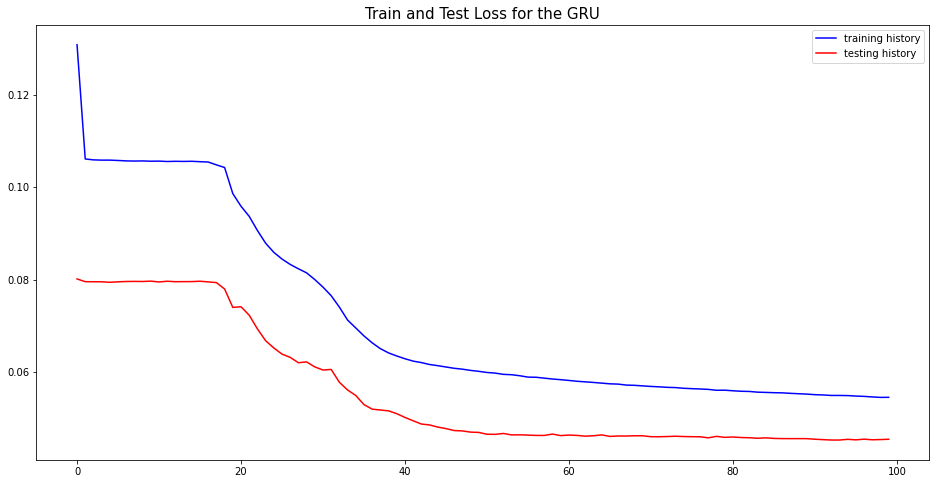 Train and Test Loss for the GRU
training history
testing history
0.12
0.10
0.08
0.06
0 20 40 60 80 100